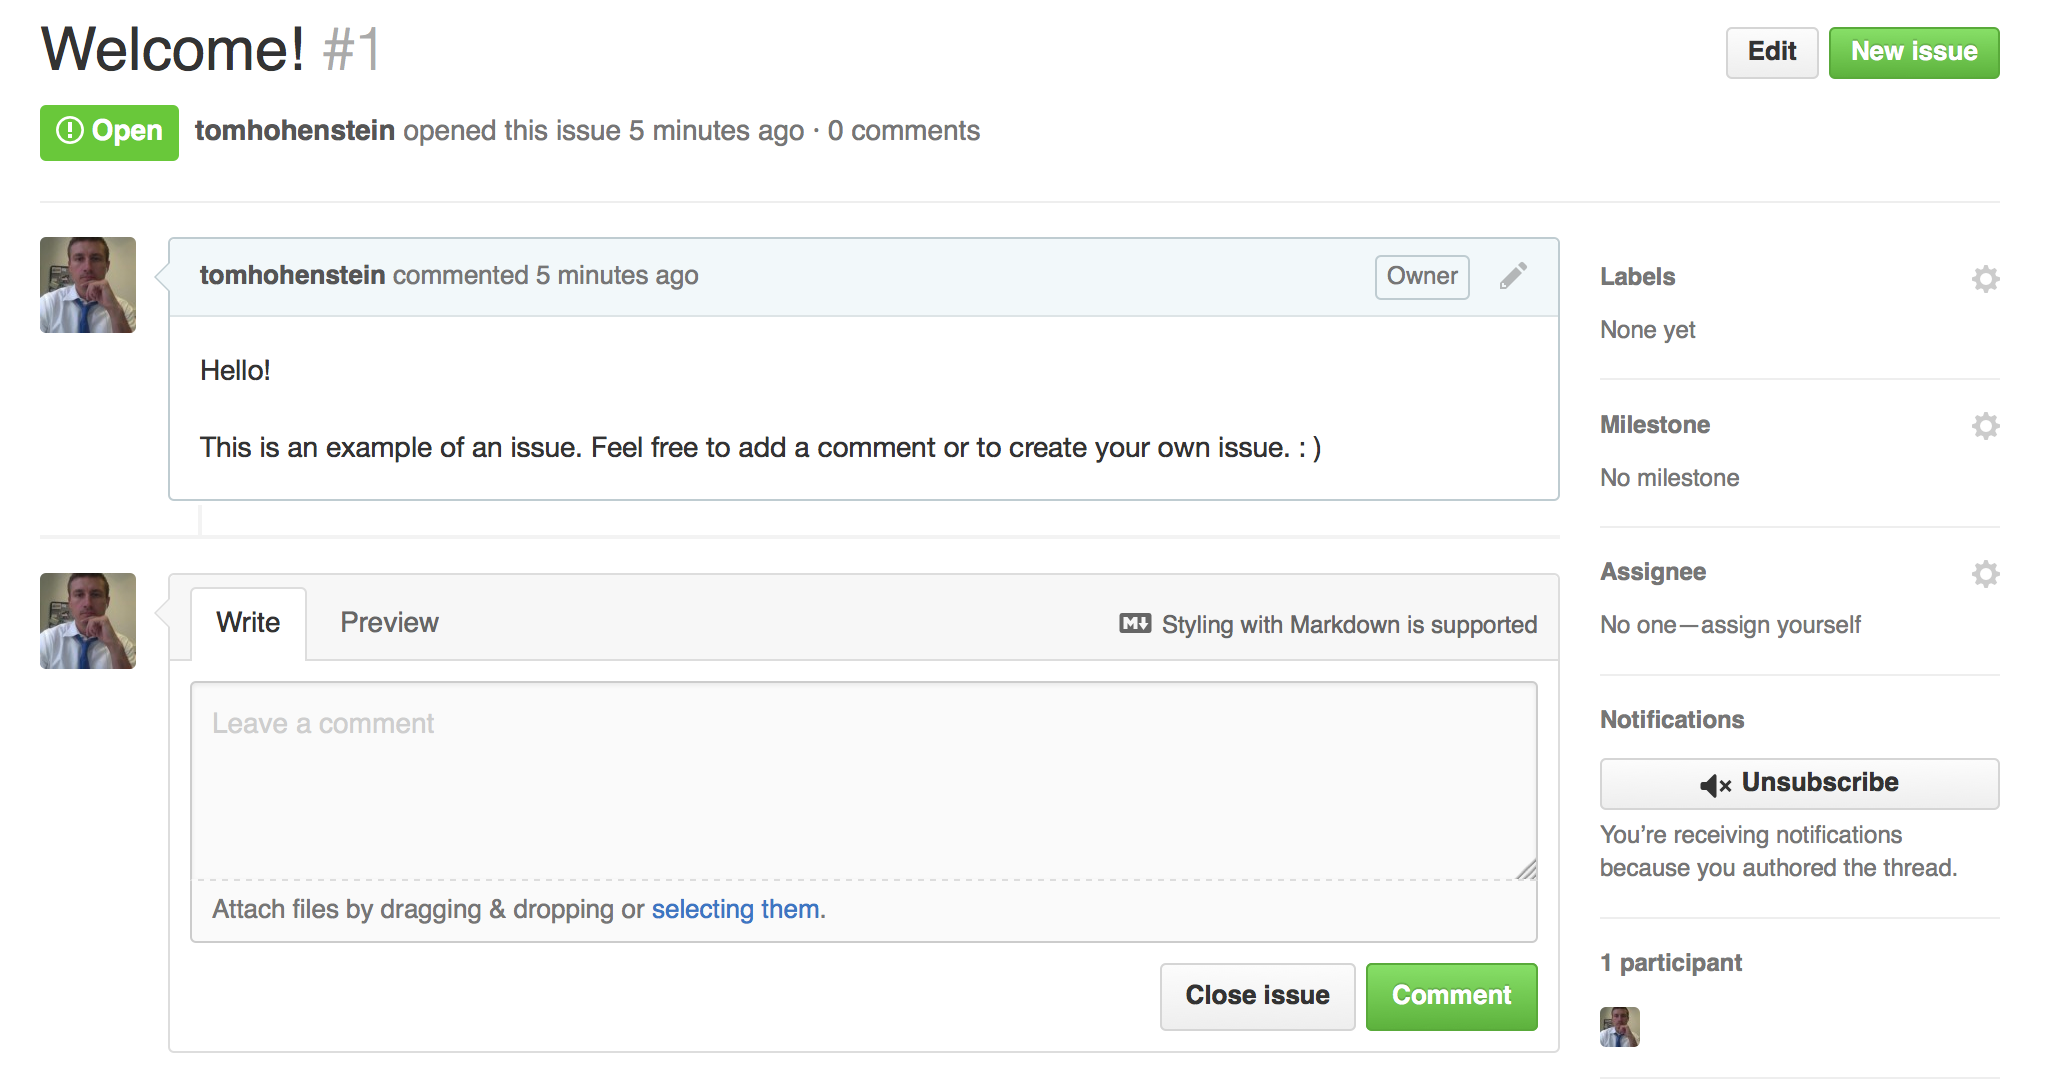 Welcome! #1
Edit
New issue
Open
tomhohenstein opened this issue 5 minutes ago · 0 comments
tomhohenstein commented 5 minutes ago
Owner
Hello!
This is an example of an issue. Feel free to add a comment or to create your own issue. : )
Write
Preview
Styling with Markdown is supported
Leave a comment
Attach files by dragging & dropping or selecting them.
Close issue
Comment
Labels
None yet
Milestone
No milestone
Assignee
No one—assign yourself
Notifications
Unsubscribe
You’re receiving notifications
because you authored the thread.
1 participant